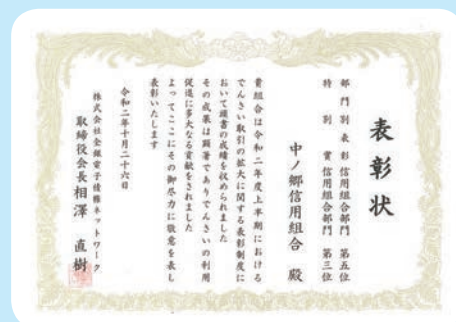 表彰状
部門別表彰 信用組合部門 第五位
特別賞 信用組合部門 第三位
中ノ郷信用組合 殿
貴組合は令和二年度上半期における
でんさい取引の拡大に関する表彰制度に
おいて頭書の成績を収められました
その成果は顕著でありでんさいの利用
促進に多大なる貢献をされました
よってここにその御尽力に敬意を表し
表彰いたします
令和二年十月二十六日
株式会社全銀電子債権ネットワーク
取締役会長 相澤 直樹